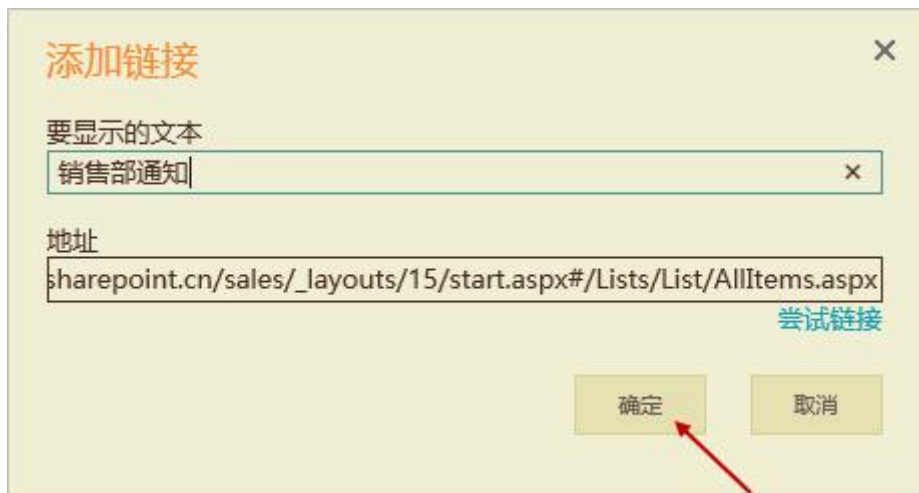 添加链接
要显示的文本
销售部通知
地址
sharepoint.cn/sales/_layouts/15/start.aspx#/Lists/List/AllItems.aspx
尝试链接
确定 取消